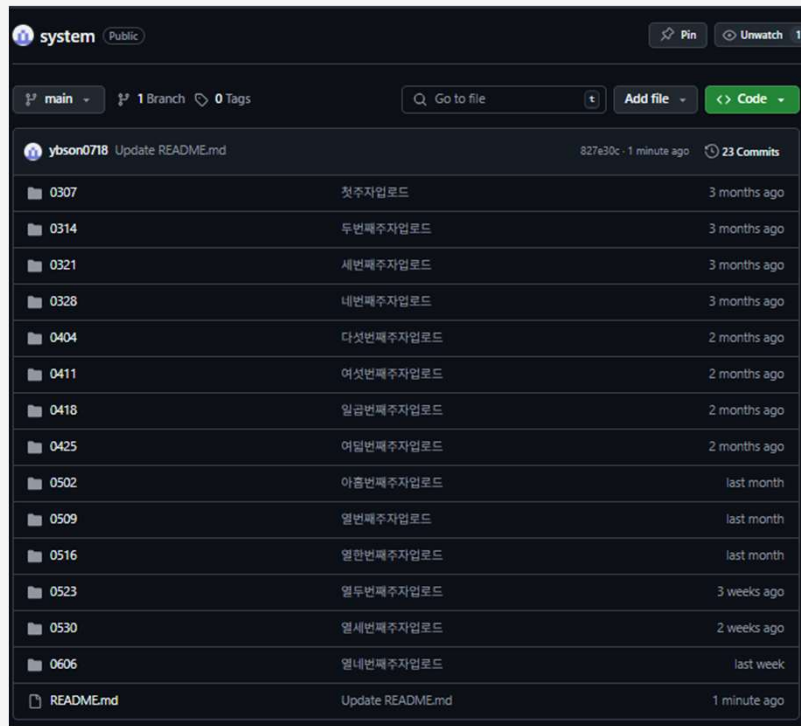 system Public Pin Unwatch 1
main 1 Branch 0 Tags Go to file t Add file Code
ybson0718 Update README.md 827e30c · 1 minute ago 23 Commits
0307 첫주자업로드 3 months ago
0314 두번째주자업로드 3 months ago
0321 세번째주자업로드 3 months ago
0328 네번째주자업로드 3 months ago
0404 다섯번째주자업로드 2 months ago
0411 여섯번째주자업로드 2 months ago
0418 일곱번째주자업로드 2 months ago
0425 여덟번째주자업로드 2 months ago
0502 아홉번째주자업로드 last month
0509 열번째주자업로드 last month
0516 열한번째주자업로드 last month
0523 열두번째주자업로드 3 weeks ago
0530 열세번째주자업로드 2 weeks ago
0606 열네번째주자업로드 last week
README.md Update README.md 1 minute ago